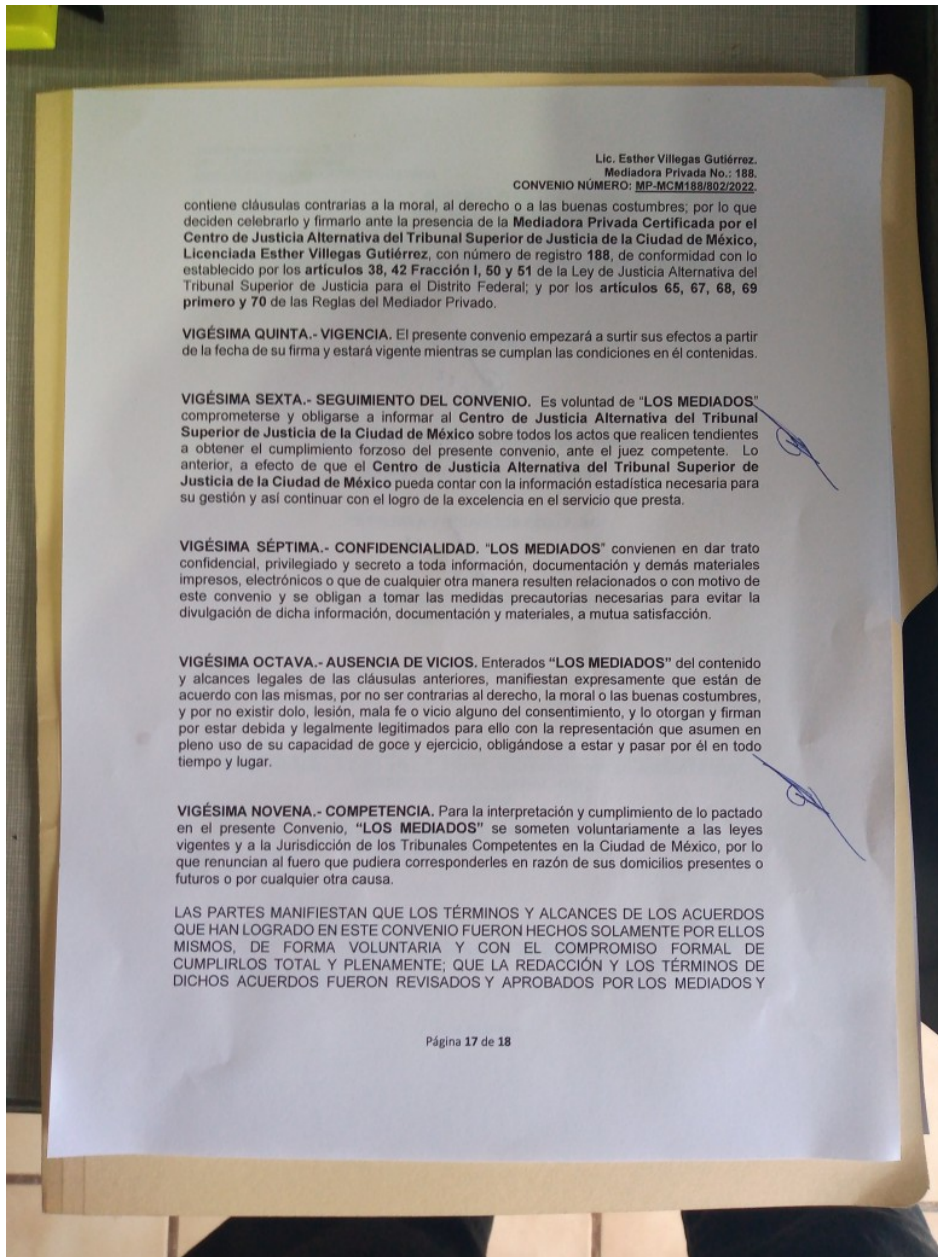 Lic. Esther Villegas Gutiérrez.
Mediadora Privada No.: 188.
CONVENIO NÚMERO: MP-MCM188/802/2022.
contiene cláusulas contrarias a la moral, al derecho o a las buenas costumbres; por lo que
deciden celebrarlo y firmarlo ante la presencia de la Mediadora Privada Certificada por el
Centro de Justicia Alternativa del Tribunal Superior de Justicia de la Ciudad de México,
Licenciada Esther Villegas Gutiérrez, con número de registro 188, de conformidad con lo
establecido por los artículos 38, 42 Fracción I, 50 y 51 de la Ley de Justicia Alternativa del
Tribunal Superior de Justicia para el Distrito Federal; y por los artículos 65, 67, 68, 69
primero y 70 de las Reglas del Mediador Privado.
VIGÉSIMA QUINTA.- VIGENCIA. El presente convenio empezará a surtir sus efectos a partir
de la fecha de su firma y estará vigente mientras se cumplan las condiciones en él contenidas.
VIGÉSIMA SEXTA.- SEGUIMIENTO DEL CONVENIO. Es voluntad de “LOS MEDIADOS”
comprometerse y obligarse a informar al Centro de Justicia Alternativa del Tribunal
Superior de Justicia de la Ciudad de México sobre todos los actos que realicen tendientes
a obtener el cumplimiento forzoso del presente convenio, ante el juez competente. Lo
anterior, a efecto de que el Centro de Justicia Alternativa del Tribunal Superior de
Justicia de la Ciudad de México pueda contar con la información estadística necesaria para
su gestión y así continuar con el logro de la excelencia en el servicio que presta.
VIGÉSIMA SÉPTIMA.- CONFIDENCIALIDAD. “LOS MEDIADOS” convienen en dar trato
confidencial, privilegiado y secreto a toda información, documentación y demás materiales
impresos, electrónicos o que de cualquier otra manera resulten relacionados o con motivo de
este convenio y se obligan a tomar las medidas precautorias necesarias para evitar la
divulgación de dicha información, documentación y materiales, a mutua satisfacción.
VIGÉSIMA OCTAVA.- AUSENCIA DE VICIOS. Enterados “LOS MEDIADOS” del contenido
y alcances legales de las cláusulas anteriores, manifiestan expresamente que están de
acuerdo con las mismas, por no ser contrarias al derecho, la moral o las buenas costumbres,
y por no existir dolo, lesión, mala fe o vicio alguno del consentimiento, y lo otorgan y firman
por estar debida y legalmente legitimados para ello con la representación que asumen en
pleno uso de su capacidad de goce y ejercicio, obligándose a estar y pasar por él en todo
tiempo y lugar.
VIGÉSIMA NOVENA.- COMPETENCIA. Para la interpretación y cumplimiento de lo pactado
en el presente Convenio, “LOS MEDIADOS” se someten voluntariamente a las leyes
vigentes y a la Jurisdicción de los Tribunales Competentes en la Ciudad de México, por lo
que renuncian al fuero que pudiera corresponderles en razón de sus domicilios presentes o
futuros o por cualquier otra causa.
LAS PARTES MANIFIESTAN QUE LOS TÉRMINOS Y ALCANCES DE LOS ACUERDOS
QUE HAN LOGRADO EN ESTE CONVENIO FUERON HECHOS SOLAMENTE POR ELLOS
MISMOS, DE FORMA VOLUNTARIA Y CON EL COMPROMISO FORMAL DE
CUMPLIRLOS TOTAL Y PLENAMENTE; QUE LA REDACCIÓN Y LOS TÉRMINOS DE
DICHOS ACUERDOS FUERON REVISADOS Y APROBADOS POR LOS MEDIADOS Y
Página 17 de 18